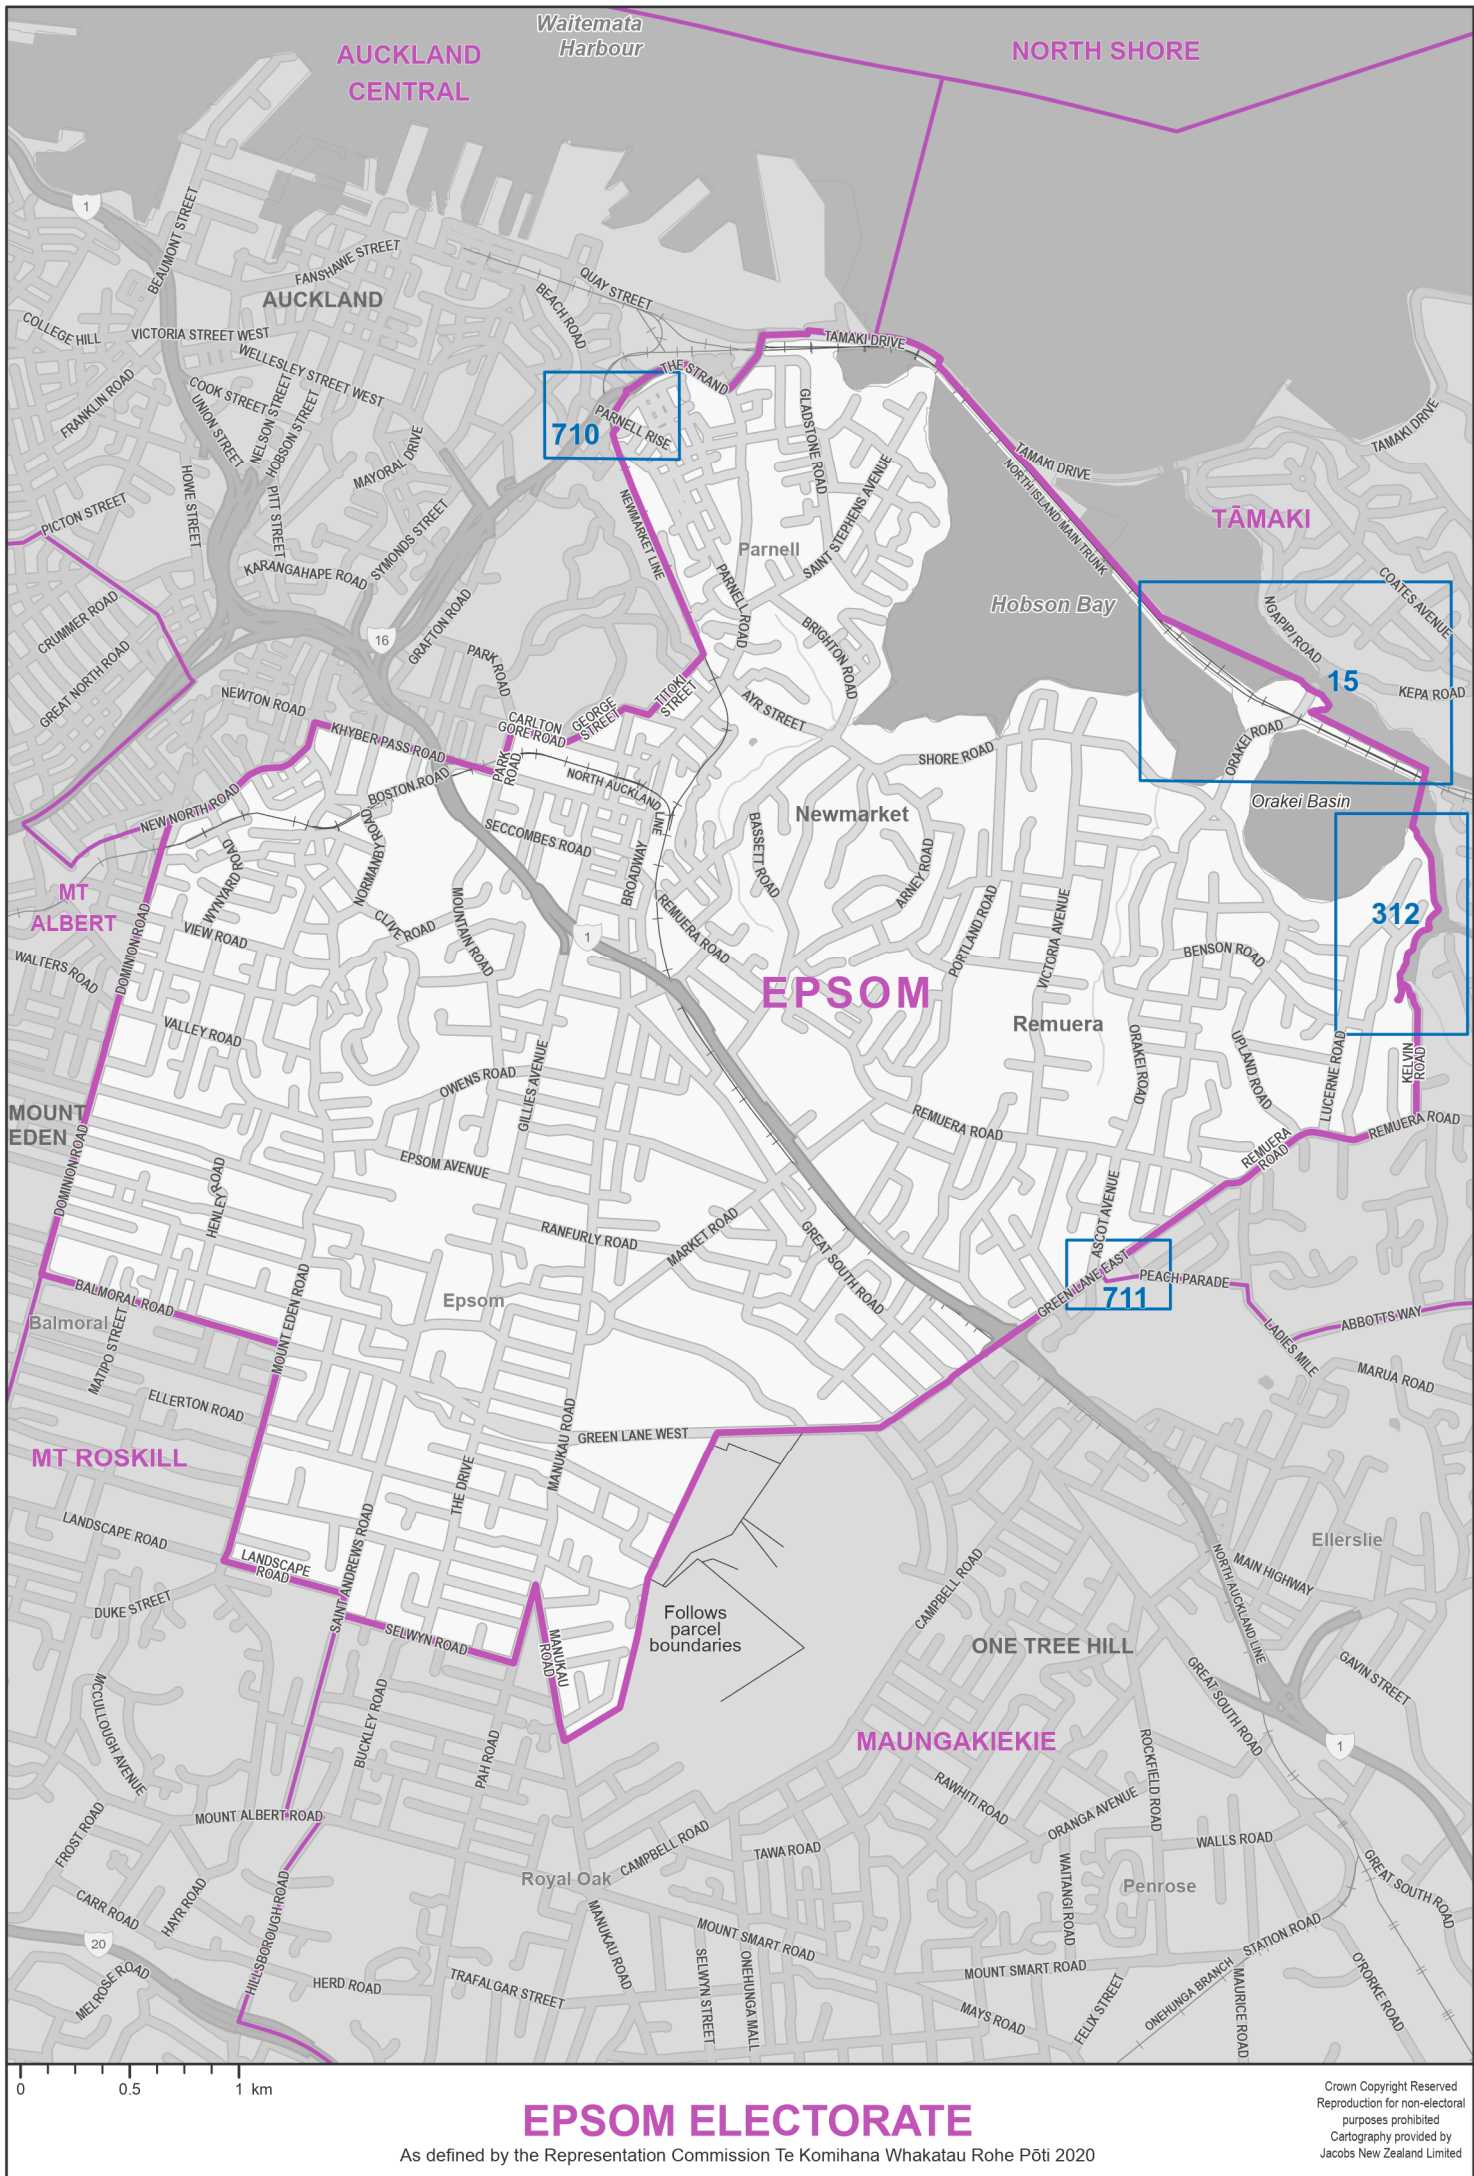 Waitemata
Harbour
AUCKLAND
CENTRAL
NORTH SHORE
1
BEAUMONT STREET
FANSHAWE STREET
QUAY STREET
BEACH ROAD
AUCKLAND
COLLEGE HILL
VICTORIA STREET WEST
WELLESLEY STREET WEST
TAMAKI DRIVE
THE STRAND
FRANKLIN ROAD
COOK STREET
UNION STREET
NELSON STREET
HOBSON STREET
MAYORAL DRIVE
710
PARNELL RISE
GLADSTONE ROAD
TAMAKI DRIVE
TAMAKI DRIVE
NORTH ISLAND MAIN TRUNK
HOWE STREET
PITT STREET
PICTON STREET
SYMONDS STREET
KARANGAHAPE ROAD
NEWMARKET LINE
Parnell
SAINT STEPHENS AVENUE
PARNELL ROAD
TĀMAKI
Hobson Bay
COATES AVENUE
NGAPIPI ROAD
CRUMMER ROAD
GREAT NORTH ROAD
16
GRAFTON ROAD
PARK ROAD
BRIGHTON ROAD
15
KEPA ROAD
NEWTON ROAD
KHYBER PASS ROAD
CARLTON
GORE ROAD
GEORGE
STREET
TITOKI
STREET
AYR STREET
SHORE ROAD
ORAKEI ROAD
PARK
ROAD
BOSTON ROAD
NORTH AUCKLAND LINE
NEW NORTH ROAD
Orakei Basin
Newmarket
SECCOMBES ROAD
WYNYARD ROAD
NORMANBY ROAD
BROADWAY
BASSETT ROAD
ARNEY ROAD
MT
ALBERT
CLIVE ROAD
MOUNTAIN ROAD
REMUERA ROAD
PORTLAND ROAD
VICTORIA AVENUE
312
VIEW ROAD
DOMINION ROAD
WALTERS ROAD
1
BENSON ROAD
EPSOM
Remuera
VALLEY ROAD
ORAKEI ROAD
UPLAND ROAD
LUCERNE ROAD
KELVIN
ROAD
OWENS ROAD
GILLIES AVENUE
MOUNT
EDEN
REMUERA ROAD
REMUERA ROAD
REMUERA
ROAD
DOMINION ROAD
EPSOM AVENUE
HENLEY ROAD
RANFURLY ROAD
MARKET ROAD
GREAT SOUTH ROAD
ASCOT AVENUE
GREEN LANE EAST
PEACH PARADE
711
BALMORAL ROAD
MOUNT EDEN ROAD
Epsom
Balmoral
MATIPO STREET
LADIES MILE
ABBOTTS WAY
MARUA ROAD
ELLERTON ROAD
MANUKAU ROAD
GREEN LANE WEST
MT ROSKILL
THE DRIVE
LANDSCAPE ROAD
SAINT ANDREWS ROAD
LANDSCAPE
ROAD
DUKE STREET
SELWYN ROAD
MANUKAU
ROAD
Follows
parcel
boundaries
CAMPBELL ROAD
Ellerslie
MAIN HIGHWAY
NORTH AUCKLAND LINE
ONE TREE HILL
GREAT SOUTH ROAD
GAVIN STREET
MCCULLOUGH AVENUE
BUCKLEY ROAD
PAH ROAD
MAUNGAKIEKIE
1
ROCKFIELD ROAD
RAWHITI ROAD
ORANGA AVENUE
MOUNT ALBERT ROAD
FROST ROAD
CAMPBELL ROAD
TAWA ROAD
WALLS ROAD
Royal Oak
WAITANGI ROAD
Penrose
GREAT SOUTH ROAD
CARR ROAD
HAYR ROAD
HILLSBOROUGH ROAD
MANUKAU ROAD
MOUNT SMART ROAD
20
SELWYN STREET
ONEHUNGA MALL
STATION ROAD
MELROSE ROAD
HERD ROAD
TRAFALGAR STREET
MOUNT SMART ROAD
ONEHUNGA BRANCH
O'RORKE ROAD
MAYS ROAD
FELIX STREET
MAURICE ROAD
0 0.5 1 km
EPSOM ELECTORATE
As defined by the Representation Commission Te Komihana Whakatau Rohe Pōti 2020
Crown Copyright Reserved
Reproduction for non-electoral
purposes prohibited
Cartography provided by
Jacobs New Zealand Limited